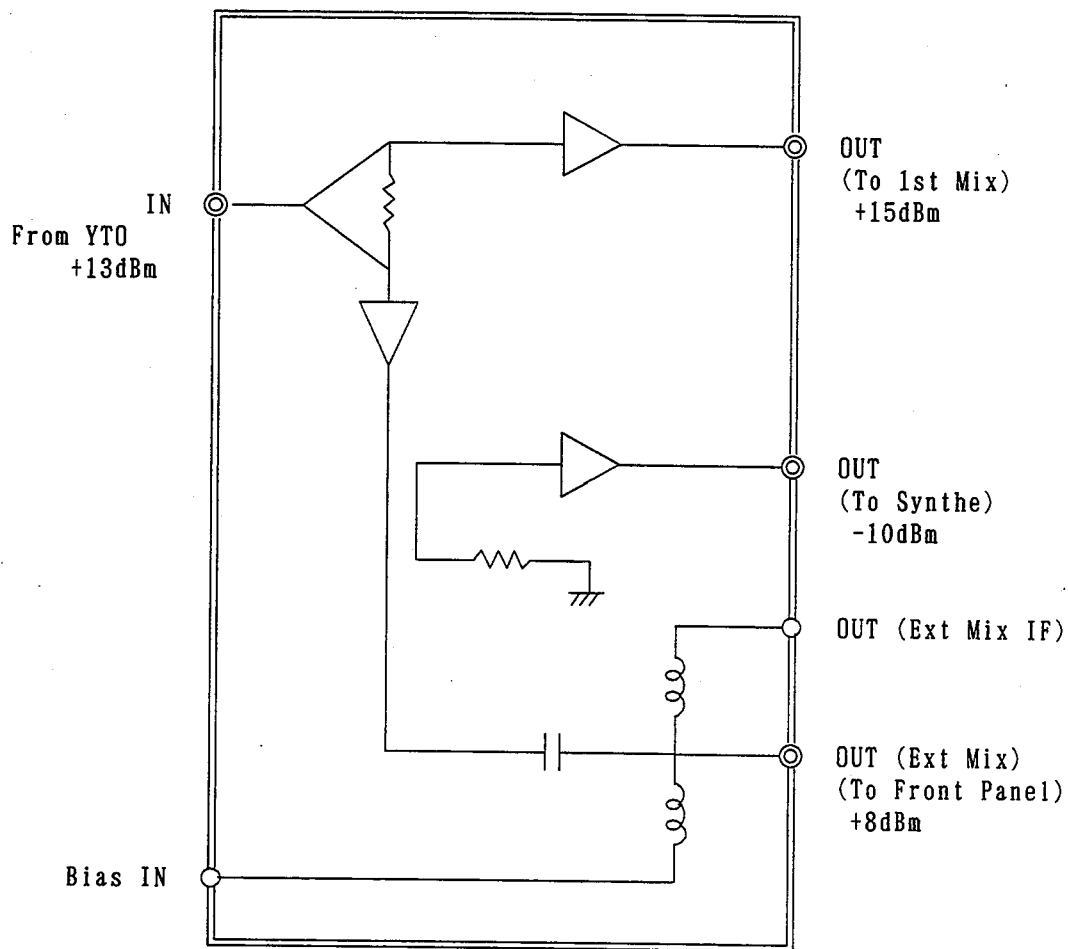 OUT
(To 1st Mix)
+15dBm
IN
From YTO
+13dBm
OUT
(To Synthe)
-10dBm
OUT (Ext Mix IF)
OUT (Ext Mix)
(To Front Panel)
+8dBm
Bias IN